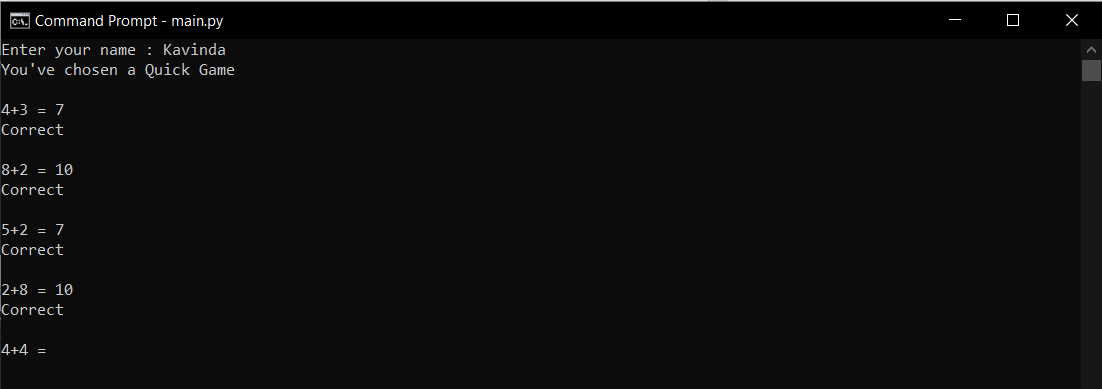 C:\. Command Prompt - main.py
Enter your name : Kavinda
You've chosen a Quick Game
4+3 = 7
Correct
8+2 = 10
Correct
5+2 = 7
Correct
2+8 = 10
Correct
4+4 =